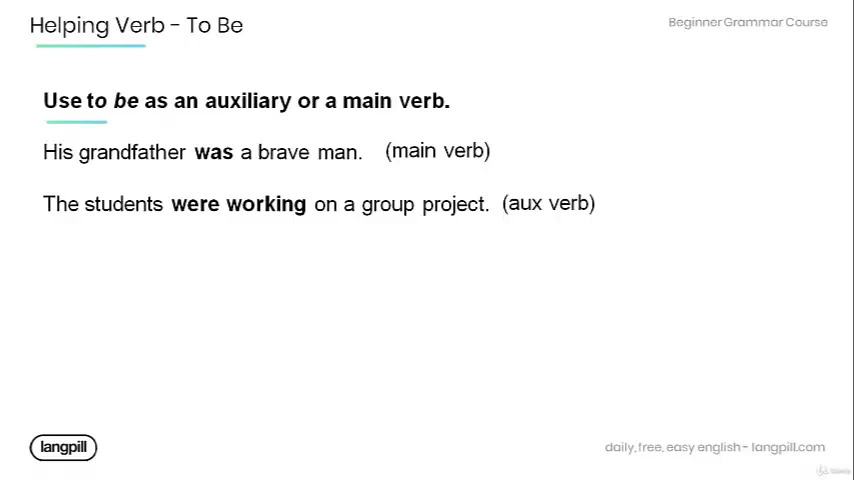 Helping Verb - To Be
Beginner Grammar Course
Use to be as an auxiliary or a main verb.
His grandfather was a brave man. (main verb)
The students were working on a group project. (aux verb)
langpill
daily, free, easy english - langpill.com
Udemy